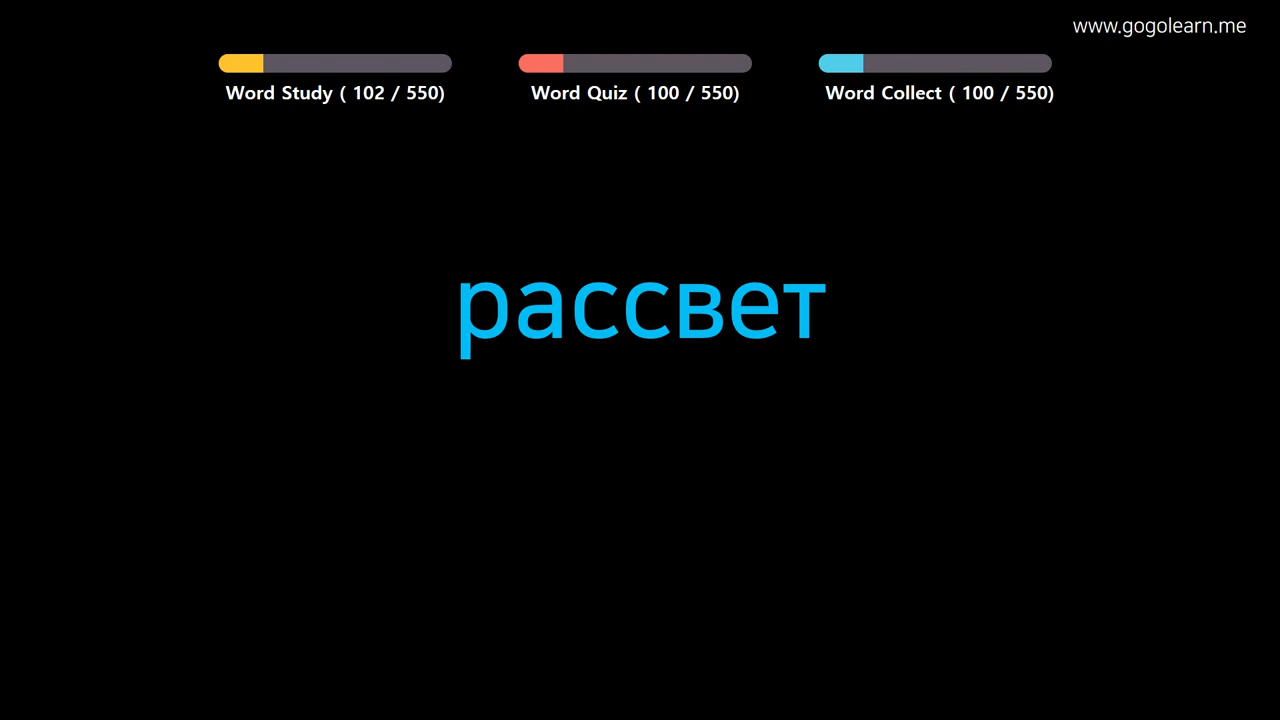 www.gogolearn.me
Word Study ( 102 / 550)
Word Quiz ( 100 / 550)
Word Collect ( 100 / 550)
рассвет